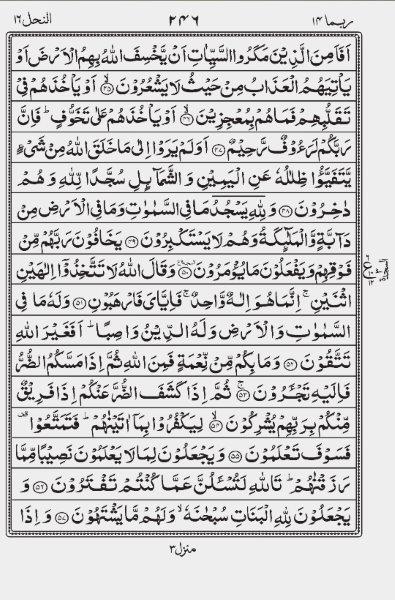 النحل ١٦
٢٤٦
ربما ١٤
اَفَاَمِنَ الَّذِيْنَ مَكَرُوا السَّيِّاٰتِ اَنْ يَّخْسِفَ اللّٰهُ بِهِمُ الْاَرْضَ اَوْ
يَاْتِيَهُمُ الْعَذَابُ مِنْ حَيْثُ لَا يَشْعُرُوْنَ ﴿٤٥﴾ اَوْ يَاْخُذَهُمْ فِيْ
تَقَلُّبِهِمْ فَمَا هُمْ بِمُعْجِزِيْنَ ﴿٤٦﴾ اَوْ يَاْخُذَهُمْ عَلٰى تَخَوُّفٍ ؕ فَاِنَّ
رَبَّكُمْ لَرَءُوْفٌ رَّحِيْمٌ ﴿٤٧﴾ اَوَلَمْ يَرَوْا اِلٰى مَا خَلَقَ اللّٰهُ مِنْ شَيْءٍ
يَّتَفَيَّؤُا ظِلٰلُهٗ عَنِ الْيَمِيْنِ وَالشَّمَآئِلِ سُجَّدًا لِّلّٰهِ وَهُمْ
دٰخِرُوْنَ ﴿٤٨﴾ وَلِلّٰهِ يَسْجُدُ مَا فِي السَّمٰوٰتِ وَمَا فِي الْاَرْضِ مِنْ
دَآبَّةٍ وَّالْمَلٰٓئِكَةُ وَهُمْ لَا يَسْتَكْبِرُوْنَ ﴿٤٩﴾ يَخَافُوْنَ رَبَّهُمْ مِّنْ
فَوْقِهِمْ وَيَفْعَلُوْنَ مَا يُؤْمَرُوْنَ ﴿٥٠﴾ وَقَالَ اللّٰهُ لَا تَتَّخِذُوْٓا اِلٰهَيْنِ
اثْنَيْنِ ۚ اِنَّمَا هُوَ اِلٰهٌ وَّاحِدٌ ۚ فَاِيَّايَ فَارْهَبُوْنِ ﴿٥١﴾ وَلَهٗ مَا فِي
السَّمٰوٰتِ وَالْاَرْضِ وَلَهُ الدِّيْنُ وَاصِبًا ؕ اَفَغَيْرَ اللّٰهِ
تَتَّقُوْنَ ﴿٥٢﴾ وَمَا بِكُمْ مِّنْ نِّعْمَةٍ فَمِنَ اللّٰهِ ثُمَّ اِذَا مَسَّكُمُ الضُّرُّ
فَاِلَيْهِ تَجْـَٔرُوْنَ ﴿٥٣﴾ ثُمَّ اِذَا كَشَفَ الضُّرَّ عَنْكُمْ اِذَا فَرِيْقٌ
مِّنْكُمْ بِرَبِّهِمْ يُشْرِكُوْنَ ﴿٥٤﴾ لِيَكْفُرُوْا بِمَآ اٰتَيْنٰهُمْ ؕ فَتَمَتَّعُوْا
فَسَوْفَ تَعْلَمُوْنَ ﴿٥٥﴾ وَيَجْعَلُوْنَ لِمَا لَا يَعْلَمُوْنَ نَصِيْبًا مِّمَّا
رَزَقْنٰهُمْ ؕ تَاللّٰهِ لَتُسْـَٔلُنَّ عَمَّا كُنْتُمْ تَفْتَرُوْنَ ﴿٥٦﴾ وَ
يَجْعَلُوْنَ لِلّٰهِ الْبَنٰتِ سُبْحٰنَهٗ ۙ وَلَهُمْ مَّا يَشْتَهُوْنَ ﴿٥٧﴾ وَاِذَا
السجدة ٣
منزل ٣